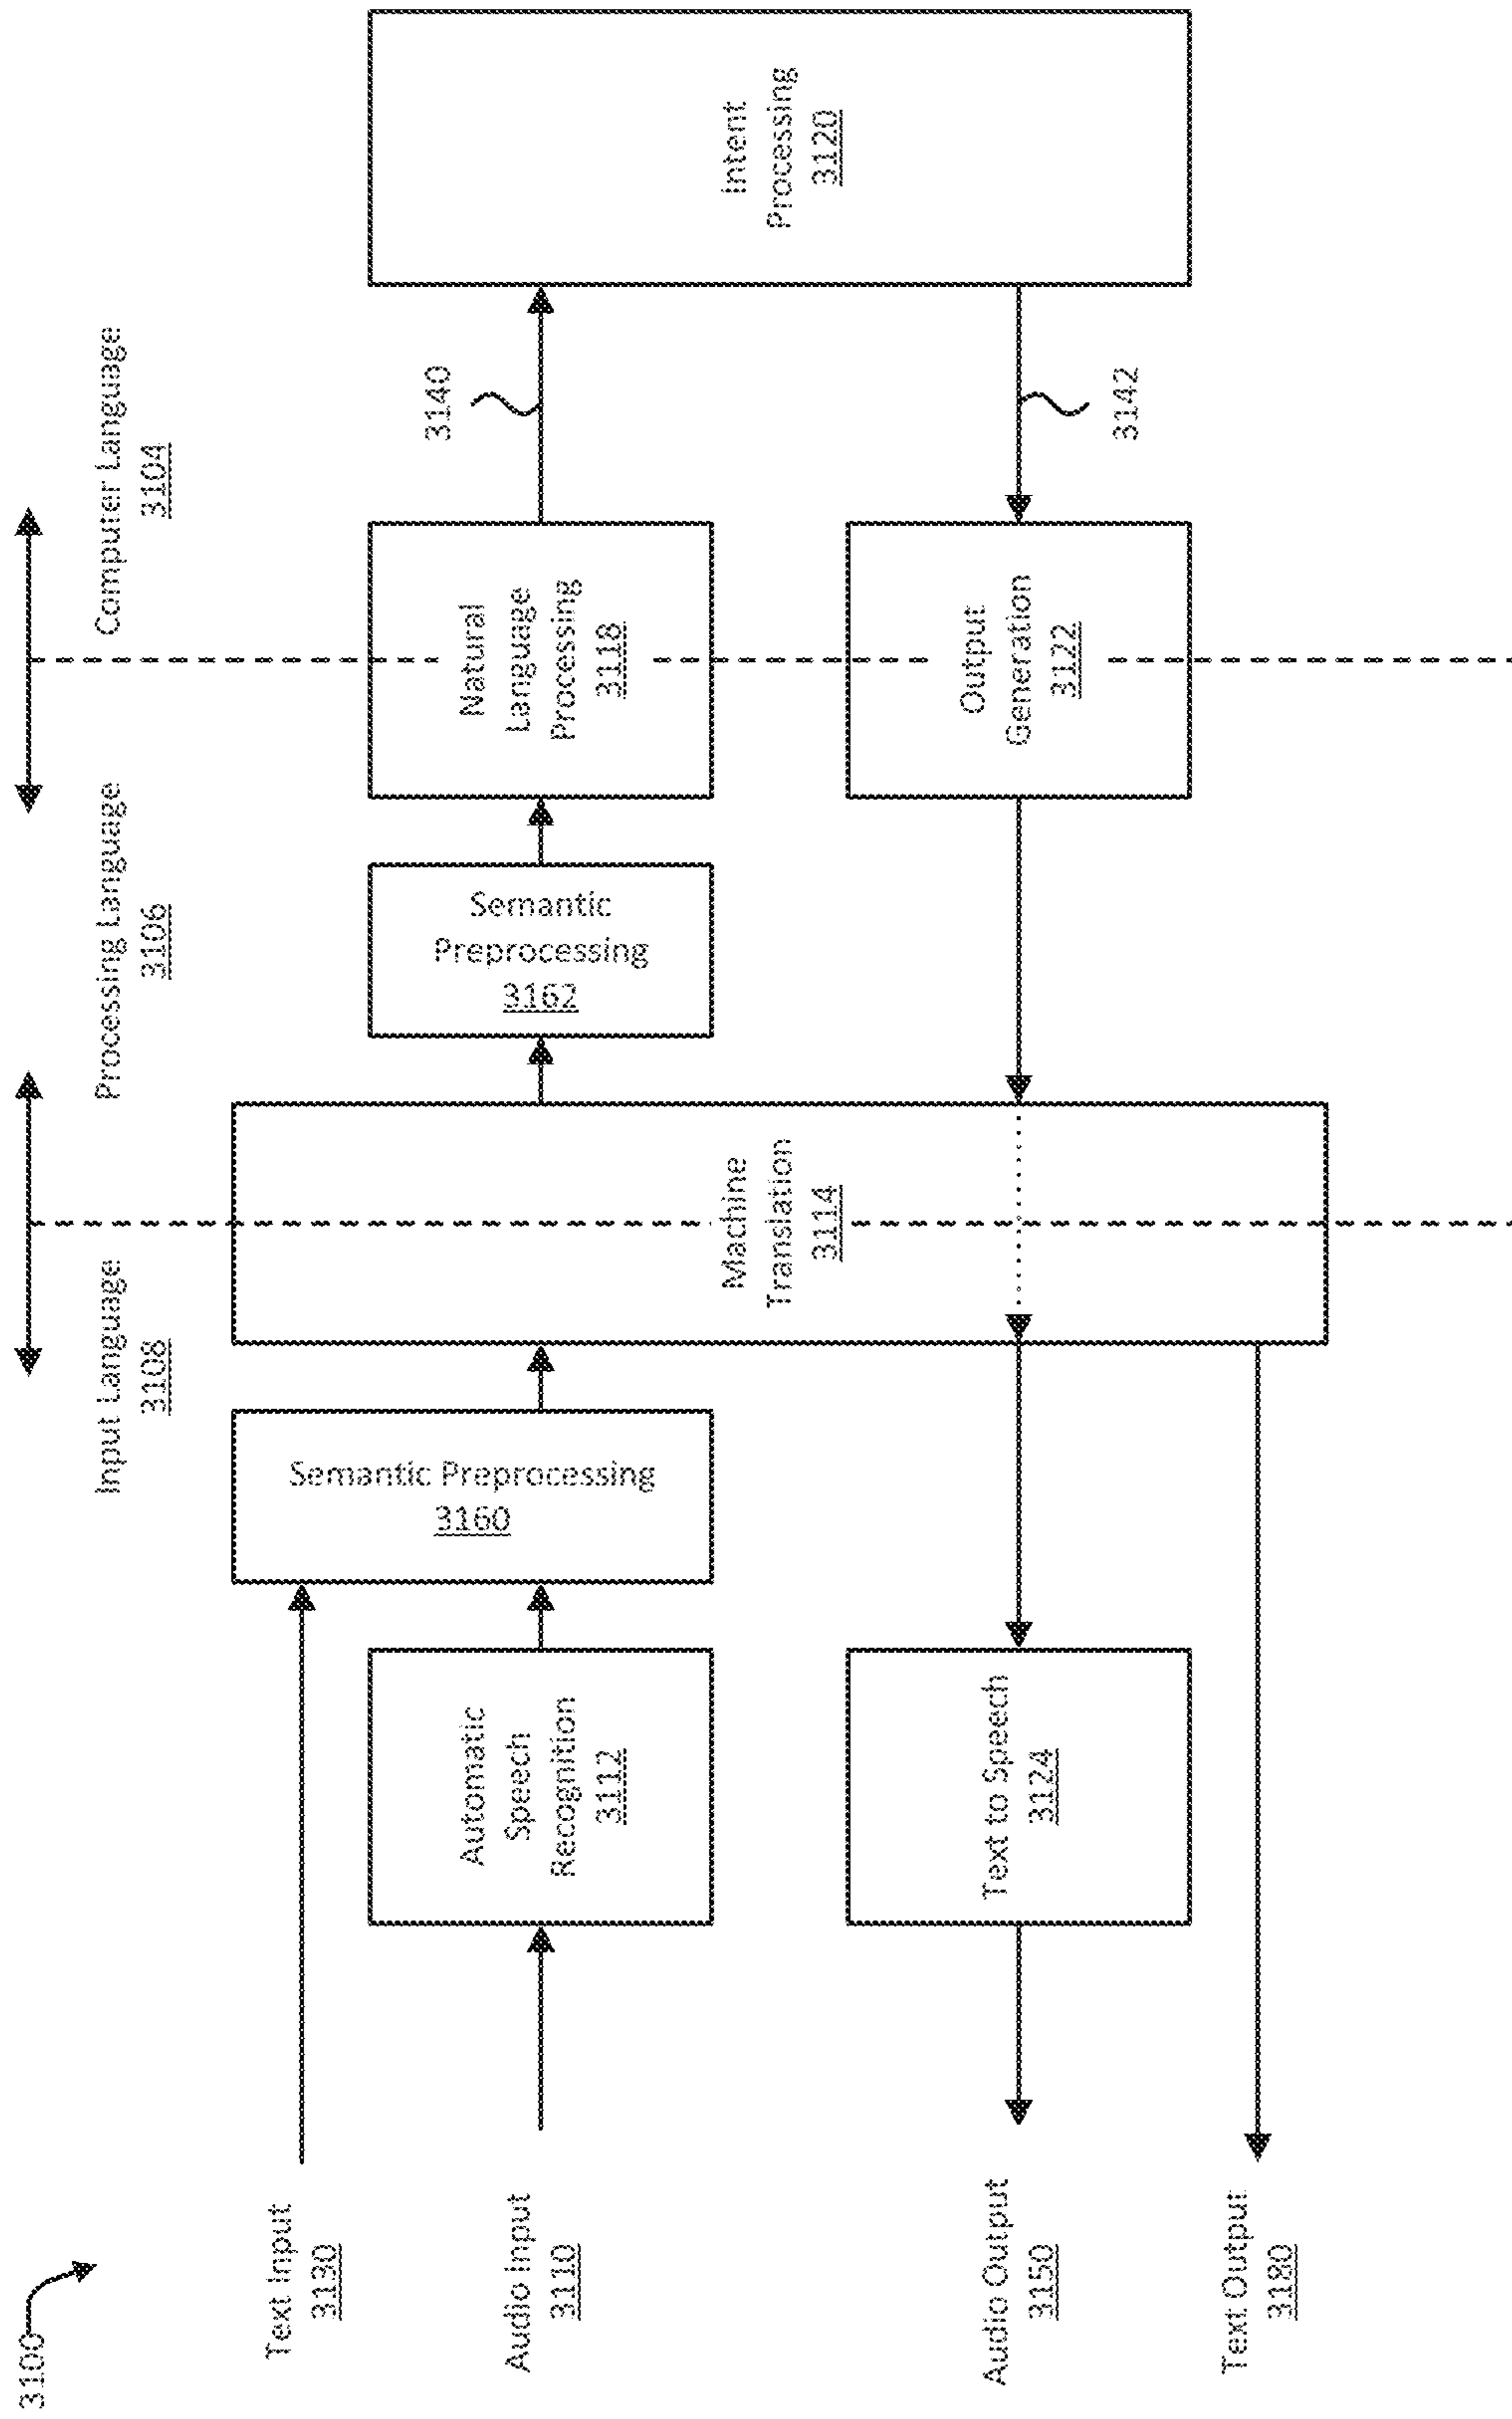 3100
Input Language
3108
Processing Language
3106
Computer Language
3104
Text Input
3130
Audio Input
3110
Automatic
Speech
Recognition
3112
Semantic Preprocessing
3160
Machine
Translation
3114
Semantic
Preprocessing
3162
Natural
Language
Processing
3118
3140
Intent
Processing
3120
3142
Output
Generation
3122
Text to Speech
3124
Audio Output
3150
Text Output
3180